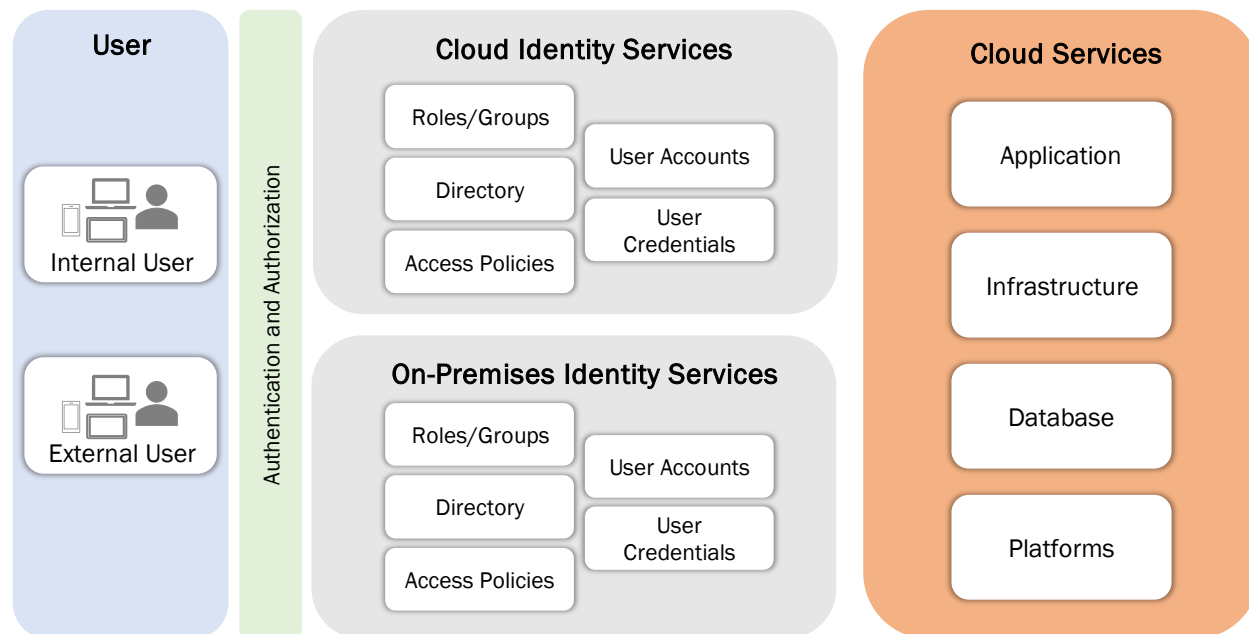 User
Internal User
External User
Authentication and Authorization
Cloud Identity Services
Roles/Groups
Directory
Access Policies
User Accounts
User
Credentials
On-Premises Identity Services
Roles/Groups
Directory
Access Policies
User Accounts
User
Credentials
Cloud Services
Application
Infrastructure
Database
Platforms